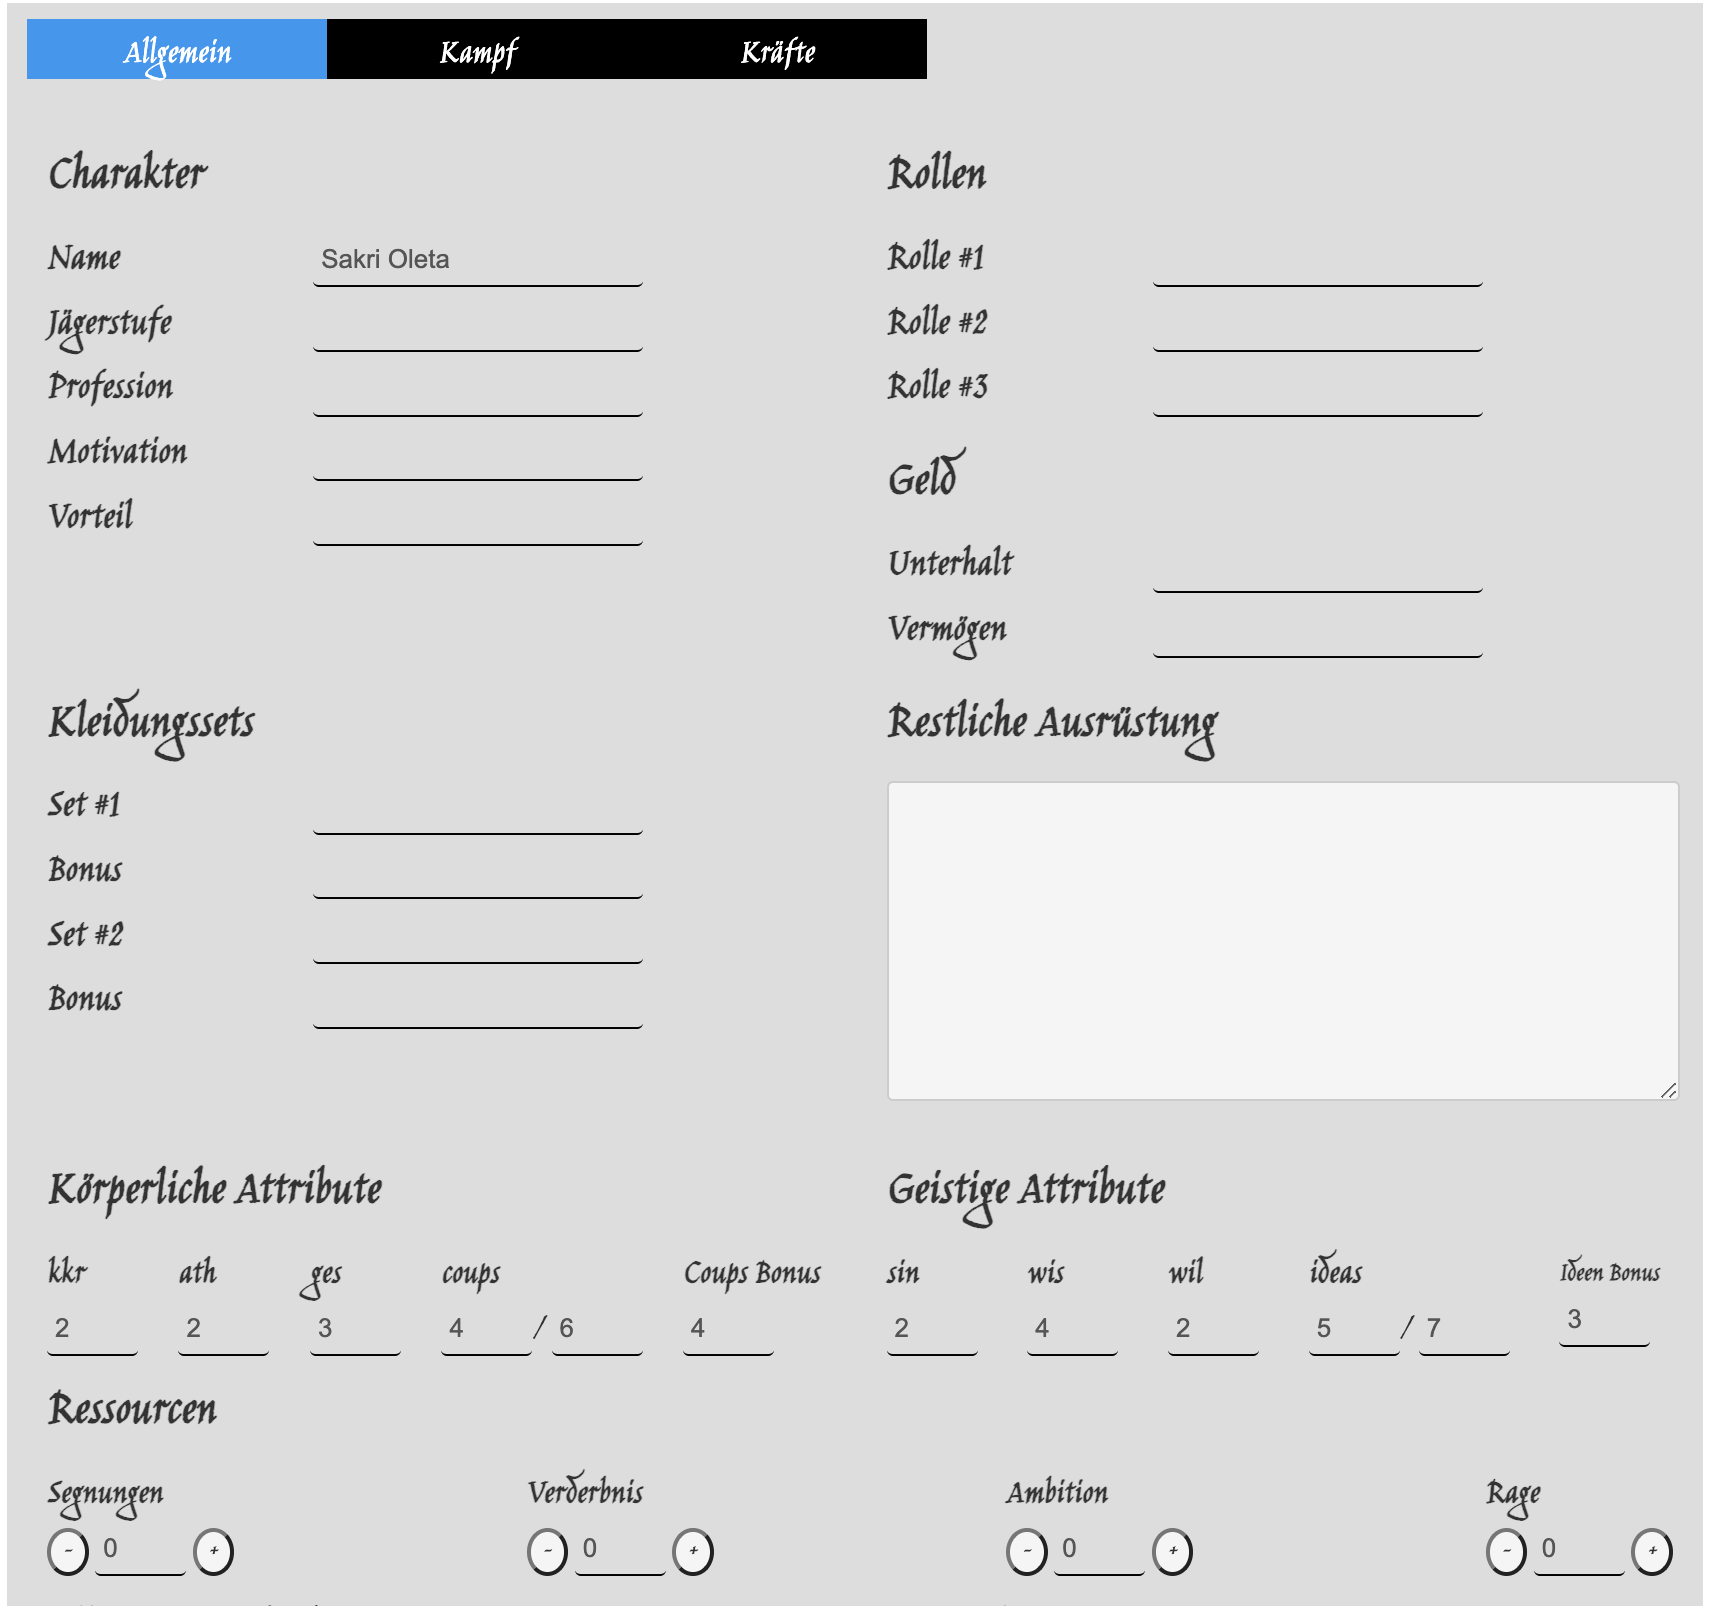 Allgemein Kampf Kräfte
Charakter
Name Sakri Oleta
Jägerstufe
Profession
Motivation
Vorteil
Rollen
Rolle #1
Rolle #2
Rolle #3
Geld
Unterhalt
Vermögen
Kleidungssets
Set #1
Bonus
Set #2
Bonus
Restliche Ausrüstung
Körperliche Attribute
kkr ath ges coups Coups Bonus
2 2 3 4 / 6 4
Geistige Attribute
sin wis wil ideas Ideen Bonus
2 4 2 5 / 7 3
Ressourcen
Segnungen Verderbnis Ambition Rage
- 0 + - 0 + - 0 + - 0 +